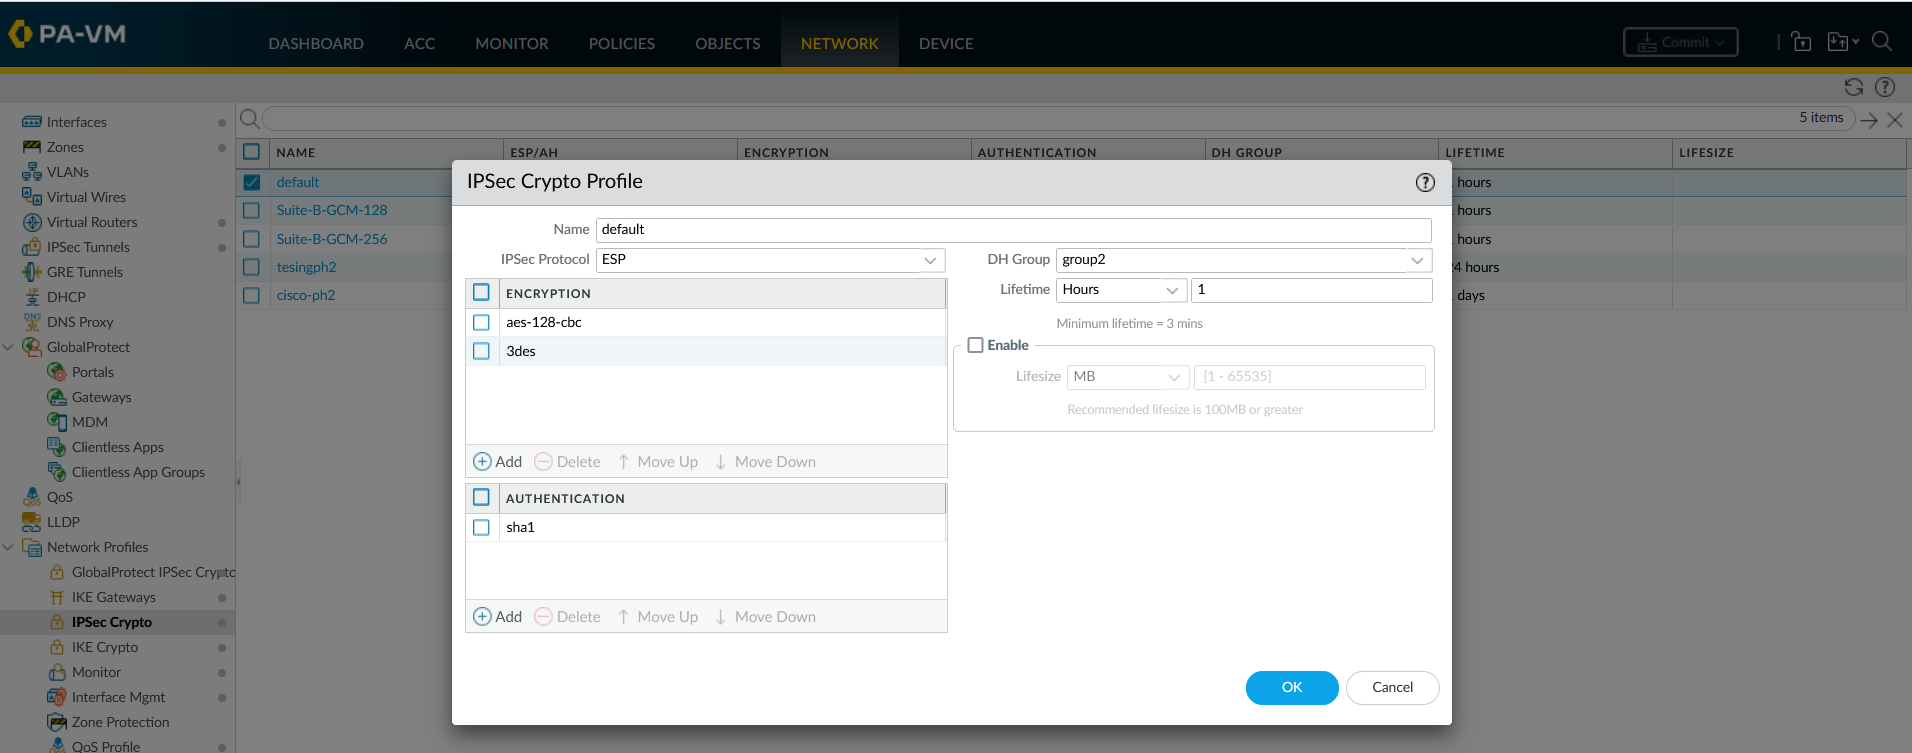 PA-VM
DASHBOARD ACC MONITOR POLICIES OBJECTS NETWORK DEVICE Commit
Interfaces
Zones
VLANs
Virtual Wires
Virtual Routers
IPSec Tunnels
GRE Tunnels
DHCP
DNS Proxy
GlobalProtect
Portals
Gateways
MDM
Clientless Apps
Clientless App Groups
QoS
LLDP
Network Profiles
GlobalProtect IPSec Crypto
IKE Gateways
IPSec Crypto
IKE Crypto
Monitor
Interface Mgmt
Zone Protection
QoS Profile
5 items
NAME ESP/AH ENCRYPTION AUTHENTICATION DH GROUP LIFETIME LIFESIZE
default hours
Suite-B-GCM-128 hours
Suite-B-GCM-256 hours
tesingph2 24 hours
cisco-ph2 days
IPSec Crypto Profile
Name default
IPSec Protocol ESP
ENCRYPTION
aes-128-cbc
3des
Add Delete Move Up Move Down
AUTHENTICATION
sha1
Add Delete Move Up Move Down
DH Group group2
Lifetime Hours 1
Minimum lifetime = 3 mins
Enable
Lifesize MB [1 - 65535]
Recommended lifesize is 100MB or greater
OK Cancel